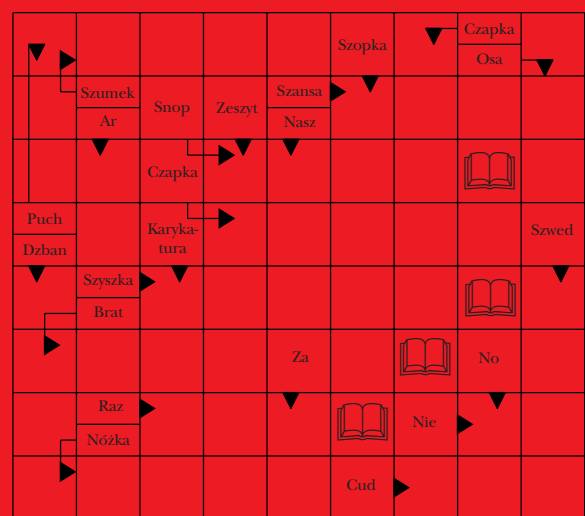 Szopka
Czapka
Osa
Szumek
Ar
Snop
Zeszyt
Szansa
Nasz
Czapka
Puch
Dzban
Karyka-
tura
Szwed
Szyszka
Brat
Za
No
Raz
Nóżka
Nie
Cud